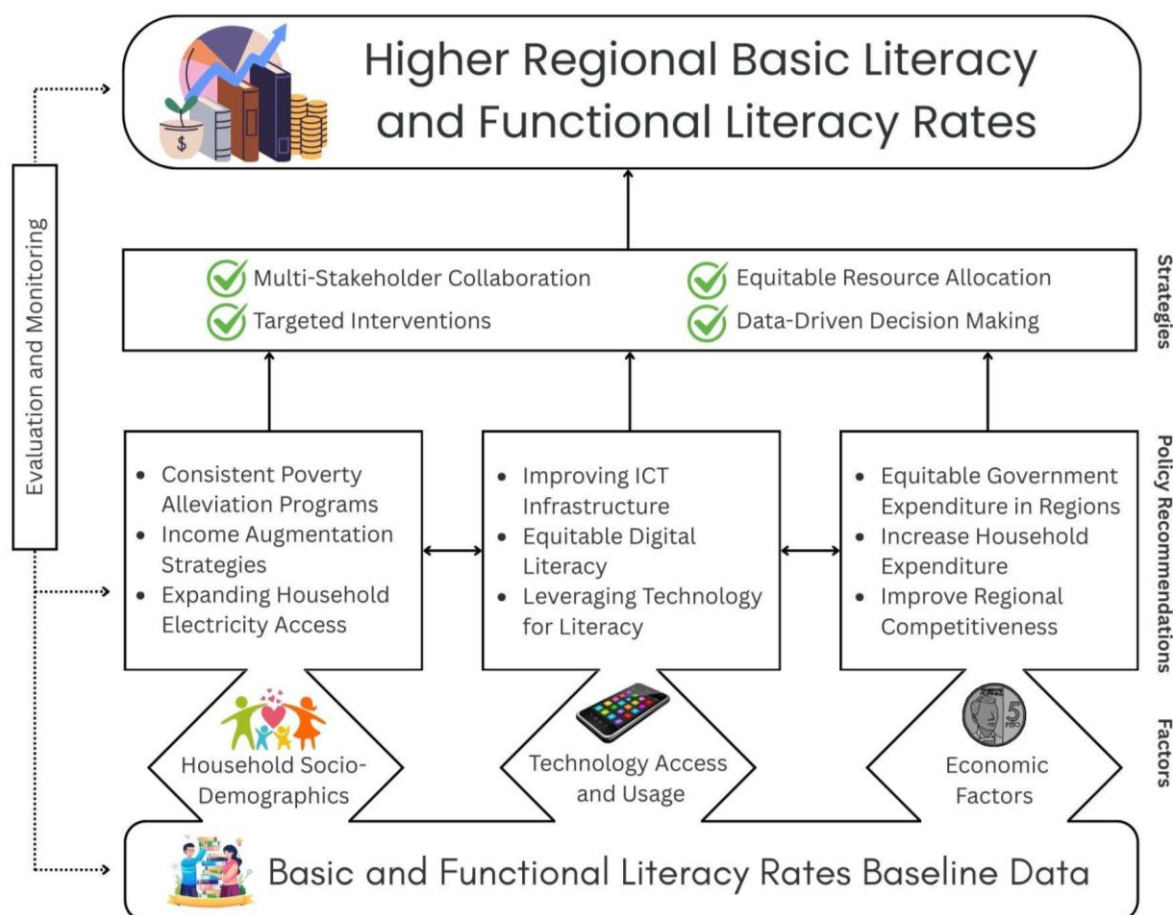 Higher Regional Basic Literacy
and Functional Literacy Rates
$
Evaluation and Monitoring
Multi-Stakeholder Collaboration
Targeted Interventions
Equitable Resource Allocation
Data-Driven Decision Making
Strategies
• Consistent Poverty
Alleviation Programs
• Income Augmentation
Strategies
• Expanding Household
Electricity Access
• Improving ICT
Infrastructure
• Equitable Digital
Literacy
• Leveraging Technology
for Literacy
• Equitable Government
Expenditure in Regions
• Increase Household
Expenditure
• Improve Regional
Competitiveness
Policy Recommendations
Household Socio-
Demographics
Technology Access
and Usage
5
PISO
Economic
Factors
Factors
Basic and Functional Literacy Rates Baseline Data